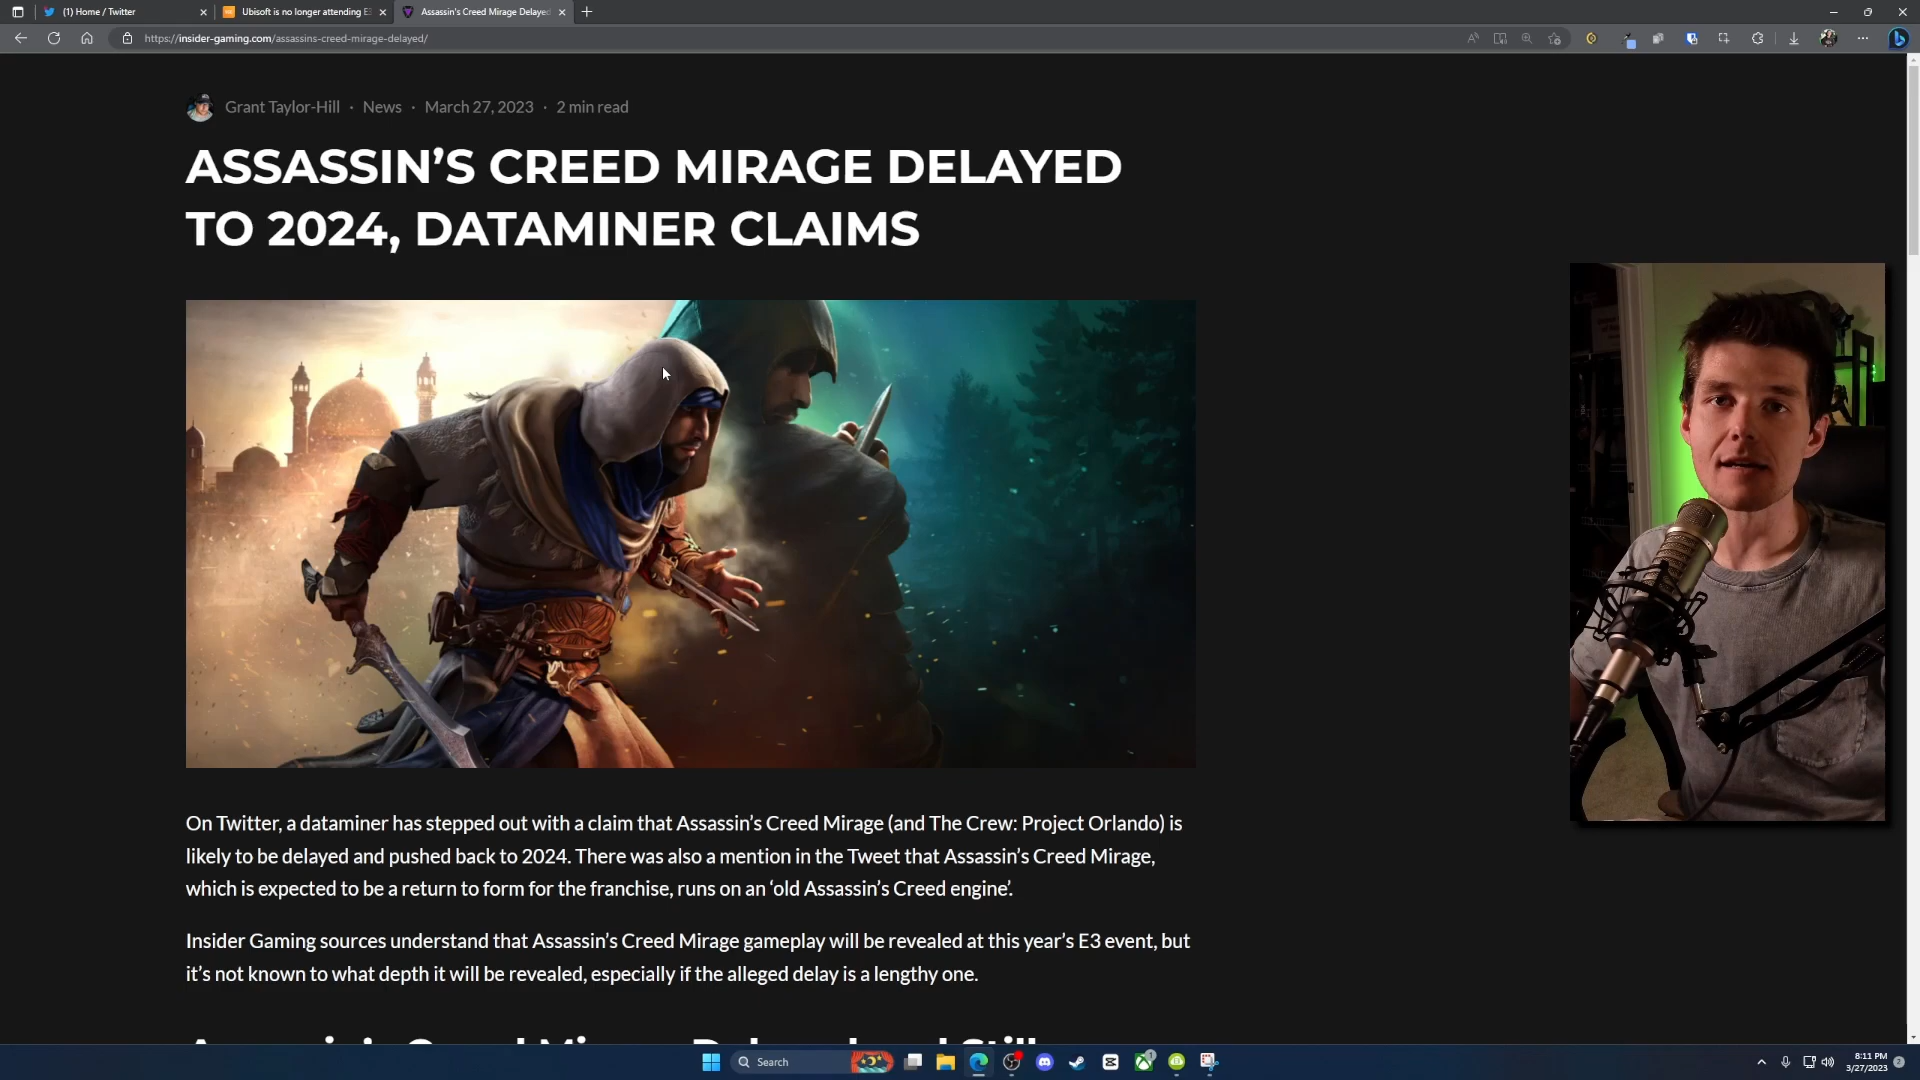 (1) Home / Twitter
Ubisoft is no longer attending E3
Assassin's Creed Mirage Delayed
https://insider-gaming.com/assassins-creed-mirage-delayed/
Grant Taylor-Hill · News · March 27, 2023 · 2 min read
ASSASSIN’S CREED MIRAGE DELAYED
TO 2024, DATAMINER CLAIMS
On Twitter, a dataminer has stepped out with a claim that Assassin’s Creed Mirage (and The Crew: Project Orlando) is
likely to be delayed and pushed back to 2024. There was also a mention in the Tweet that Assassin’s Creed Mirage,
which is expected to be a return to form for the franchise, runs on an ‘old Assassin’s Creed engine’.
Insider Gaming sources understand that Assassin’s Creed Mirage gameplay will be revealed at this year’s E3 event, but
it’s not known to what depth it will be revealed, especially if the alleged delay is a lengthy one.
Search
8:11 PM
3/27/2023